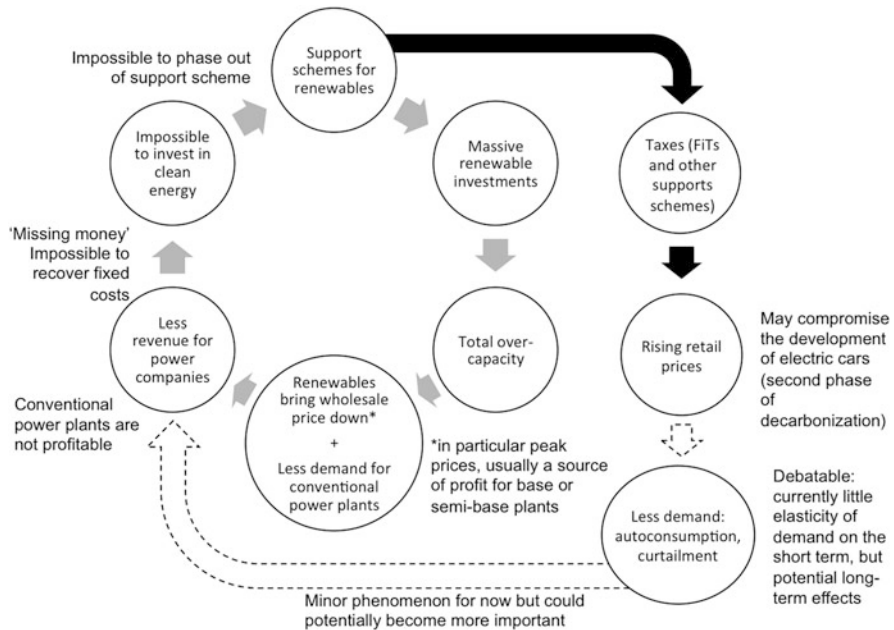 Impossible to phase out
of support scheme
Support
schemes for
renewables
Impossible
to invest in
clean
energy
Massive
renewable
investments
Taxes (FiTs
and other
supports
schemes)
'Missing money'
Impossible to
recover fixed
costs
Less
revenue for
power
companies
Total over-
capacity
Rising retail
prices
May compromise
the development
of electric cars
(second phase
of
decarbonization)
Conventional
power plants are
not profitable
Renewables
bring wholesale
price down*
+
Less demand for
conventional
power plants
*in particular peak
prices, usually a source
of profit for base or
semi-base plants
Less demand:
autoconsumption,
curtailment
Debatable:
currently little
elasticity of
demand on the
short term, but
potential long-
term effects
Minor phenomenon for now but could
potentially become more important